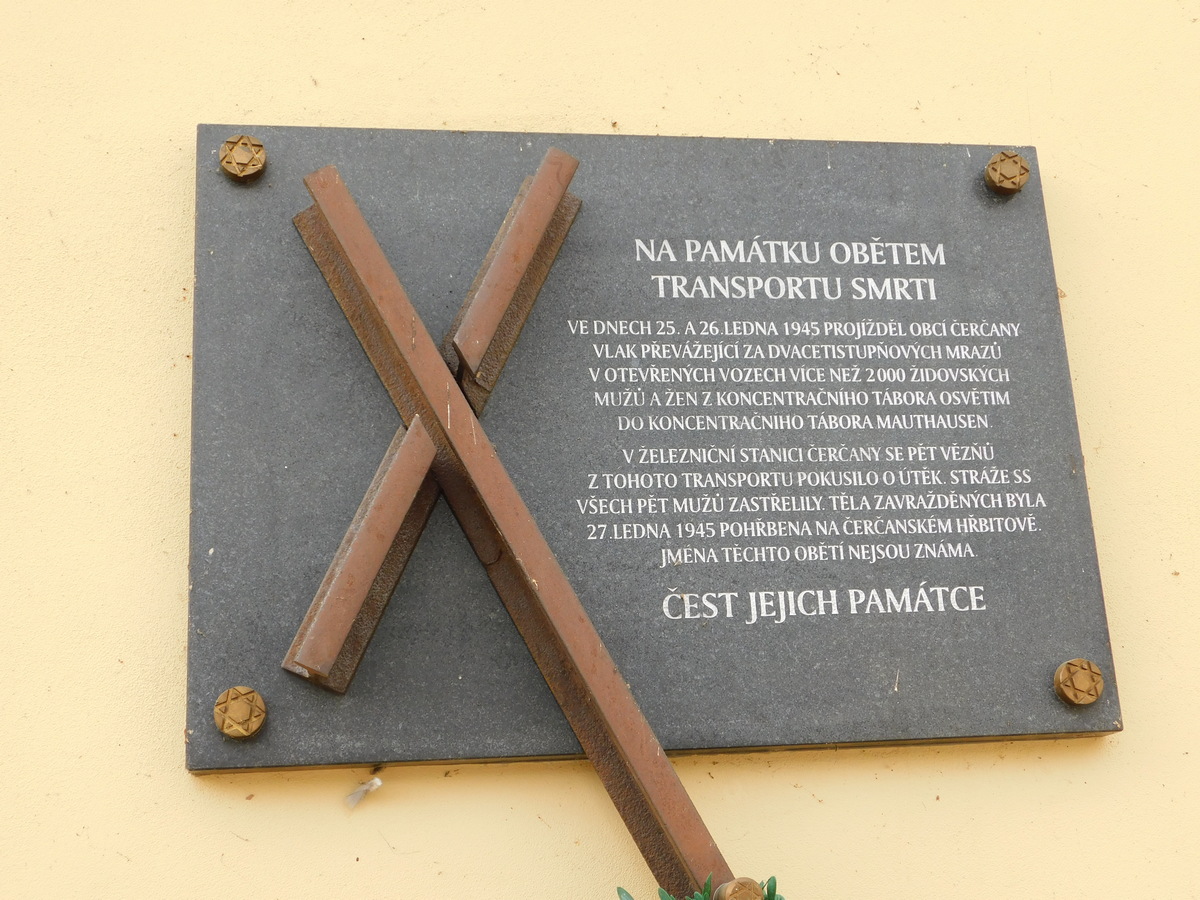 NA PAMÁTKU OBĚTEM
TRANSPORTU SMRTI
VE DNECH 25. A 26.LEDNA 1945 PROJÍŽDĚL OBCÍ ČERČANY
VLAK PŘEVÁŽEJÍCÍ ZA DVACETISTUPŇOVÝCH MRAZŮ
V OTEVŘENÝCH VOZECH VÍCE NEŽ 2000 ŽIDOVSKÝCH
MUŽŮ A ŽEN Z KONCENTRAČNÍHO TÁBORA OSVĚTIM
DO KONCENTRAČNIHO TÁBORA MAUTHAUSEN.
V ŽELEZNIČNÍ STANICI ČERČANY SE PĚT VĚZŇŮ
Z TOHOTO TRANSPORTU POKUSILO O ÚTĚK. STRÁŽE SS
VŠECH PĚT MUŽŮ ZASTŘELILY. TĚLA ZAVRAŽDĚNÝCH BYLA
27.LEDNA 1945 POHŘBENA NA ČERČANSKÉM HŘBITOVĚ.
JMÉNA TĚCHTO OBĚTÍ NEJSOU ZNÁMA.
ČEST JEJICH PAMÁTCE